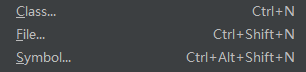 Class... Ctrl+N
File... Ctrl+Shift+N
Symbol... Ctrl+Alt+Shift+N